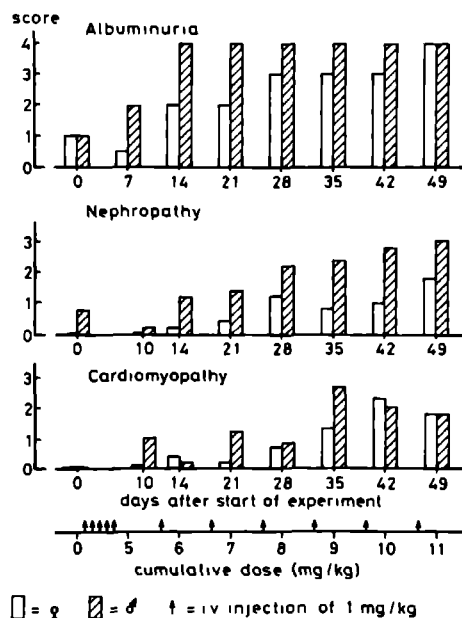 score
Albuminuria
4
3
2
1
0
0 7 14 21 28 35 42 49
Nephropathy
3
2
1
0
0 10 14 21 28 35 42 49
Cardiomyopathy
3
2
1
0
0 10 14 21 28 35 42 49
days after start of experiment
0 5 6 7 8 9 10 11
cumulative dose (mg/kg)
□ = ♀ ▨ = ♂ ↑ = i.v injection of 1 mg/kg